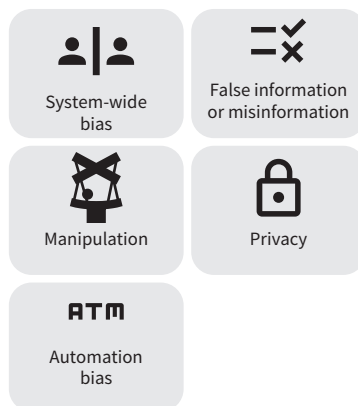 System-wide
bias
False information
or misinformation
Manipulation
Privacy
ATM
Automation
bias